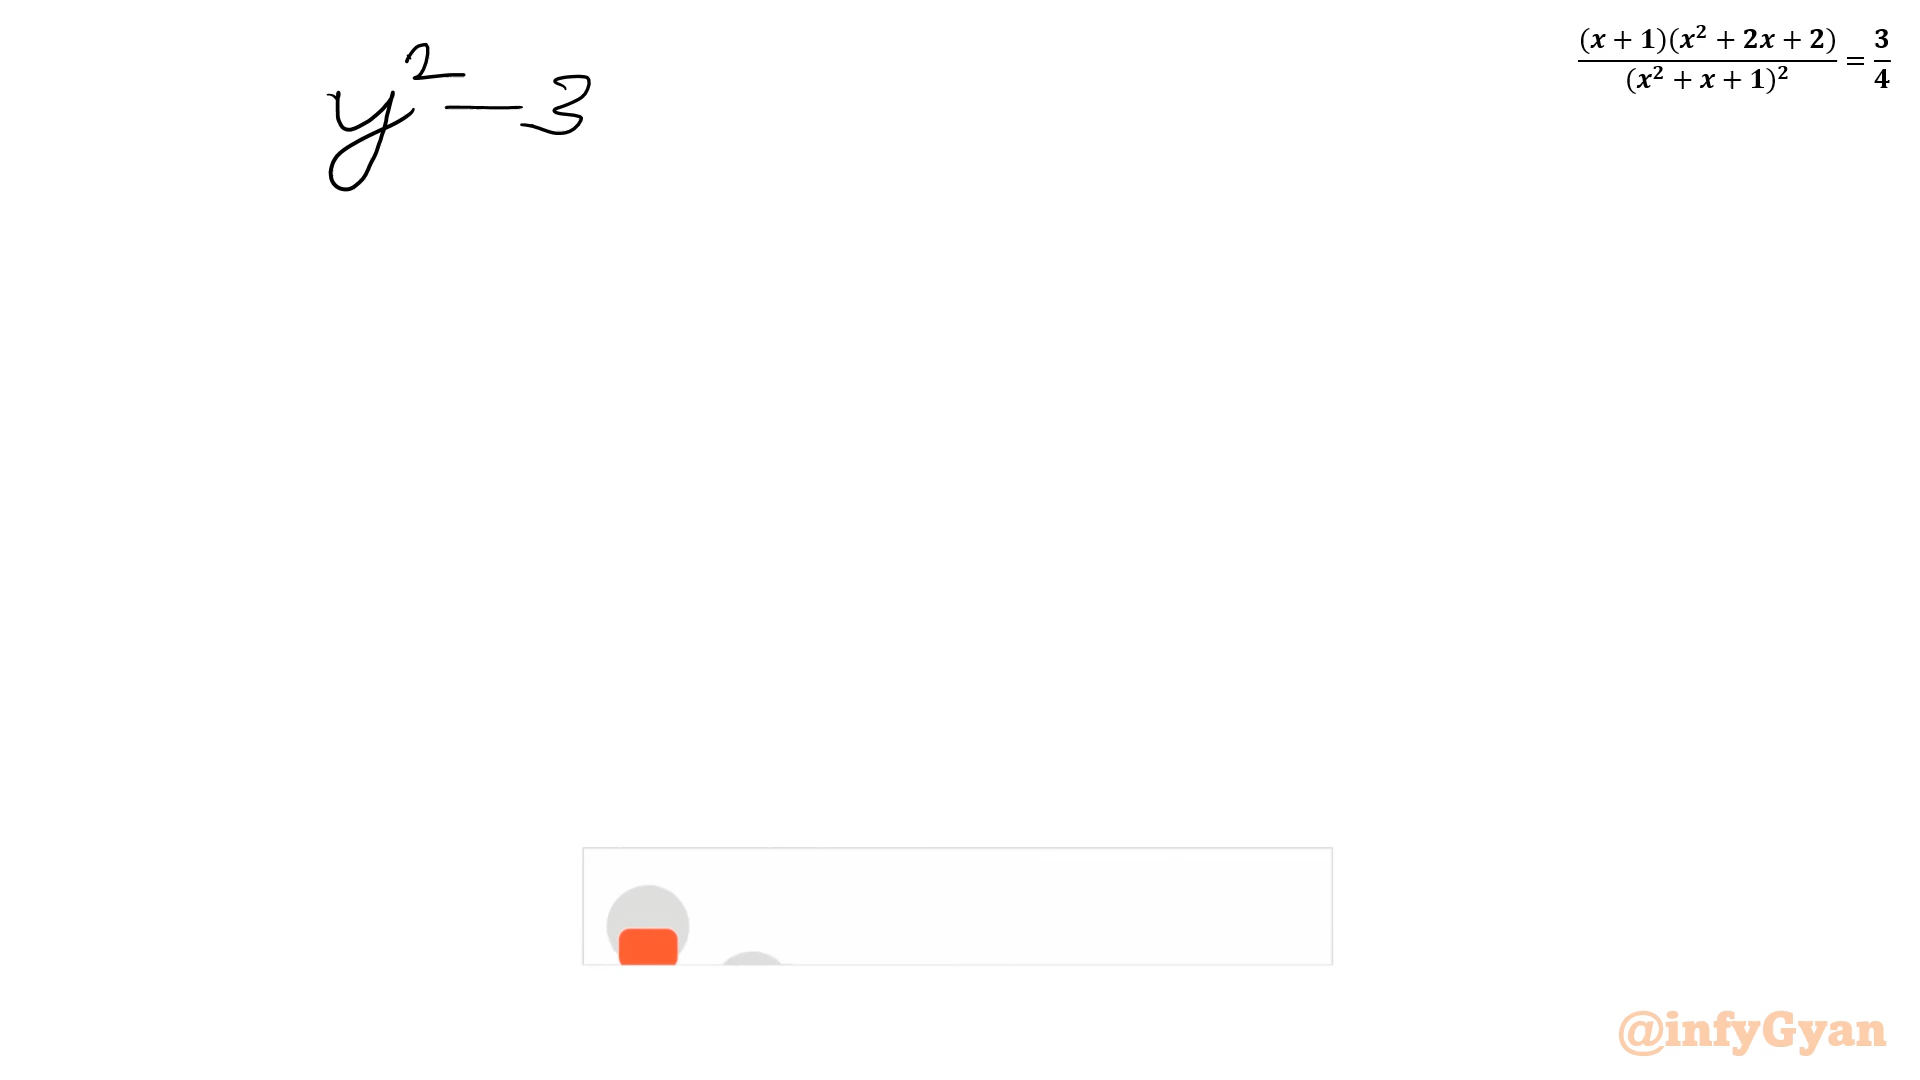 y² − 3
(x + 1)(x² + 2x + 2) / (x² + x + 1)² = 3/4
@infyGyan